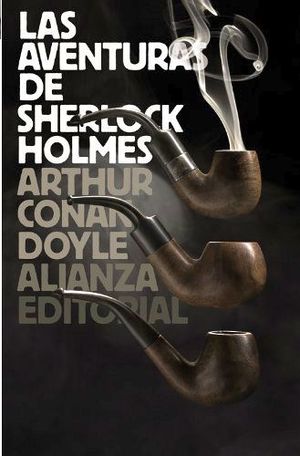 LAS
AVENTURAS
DE
SHERLOCK
HOLMES
ARTHUR
CONAN
DOYLE
ALIANZA
EDITORIAL